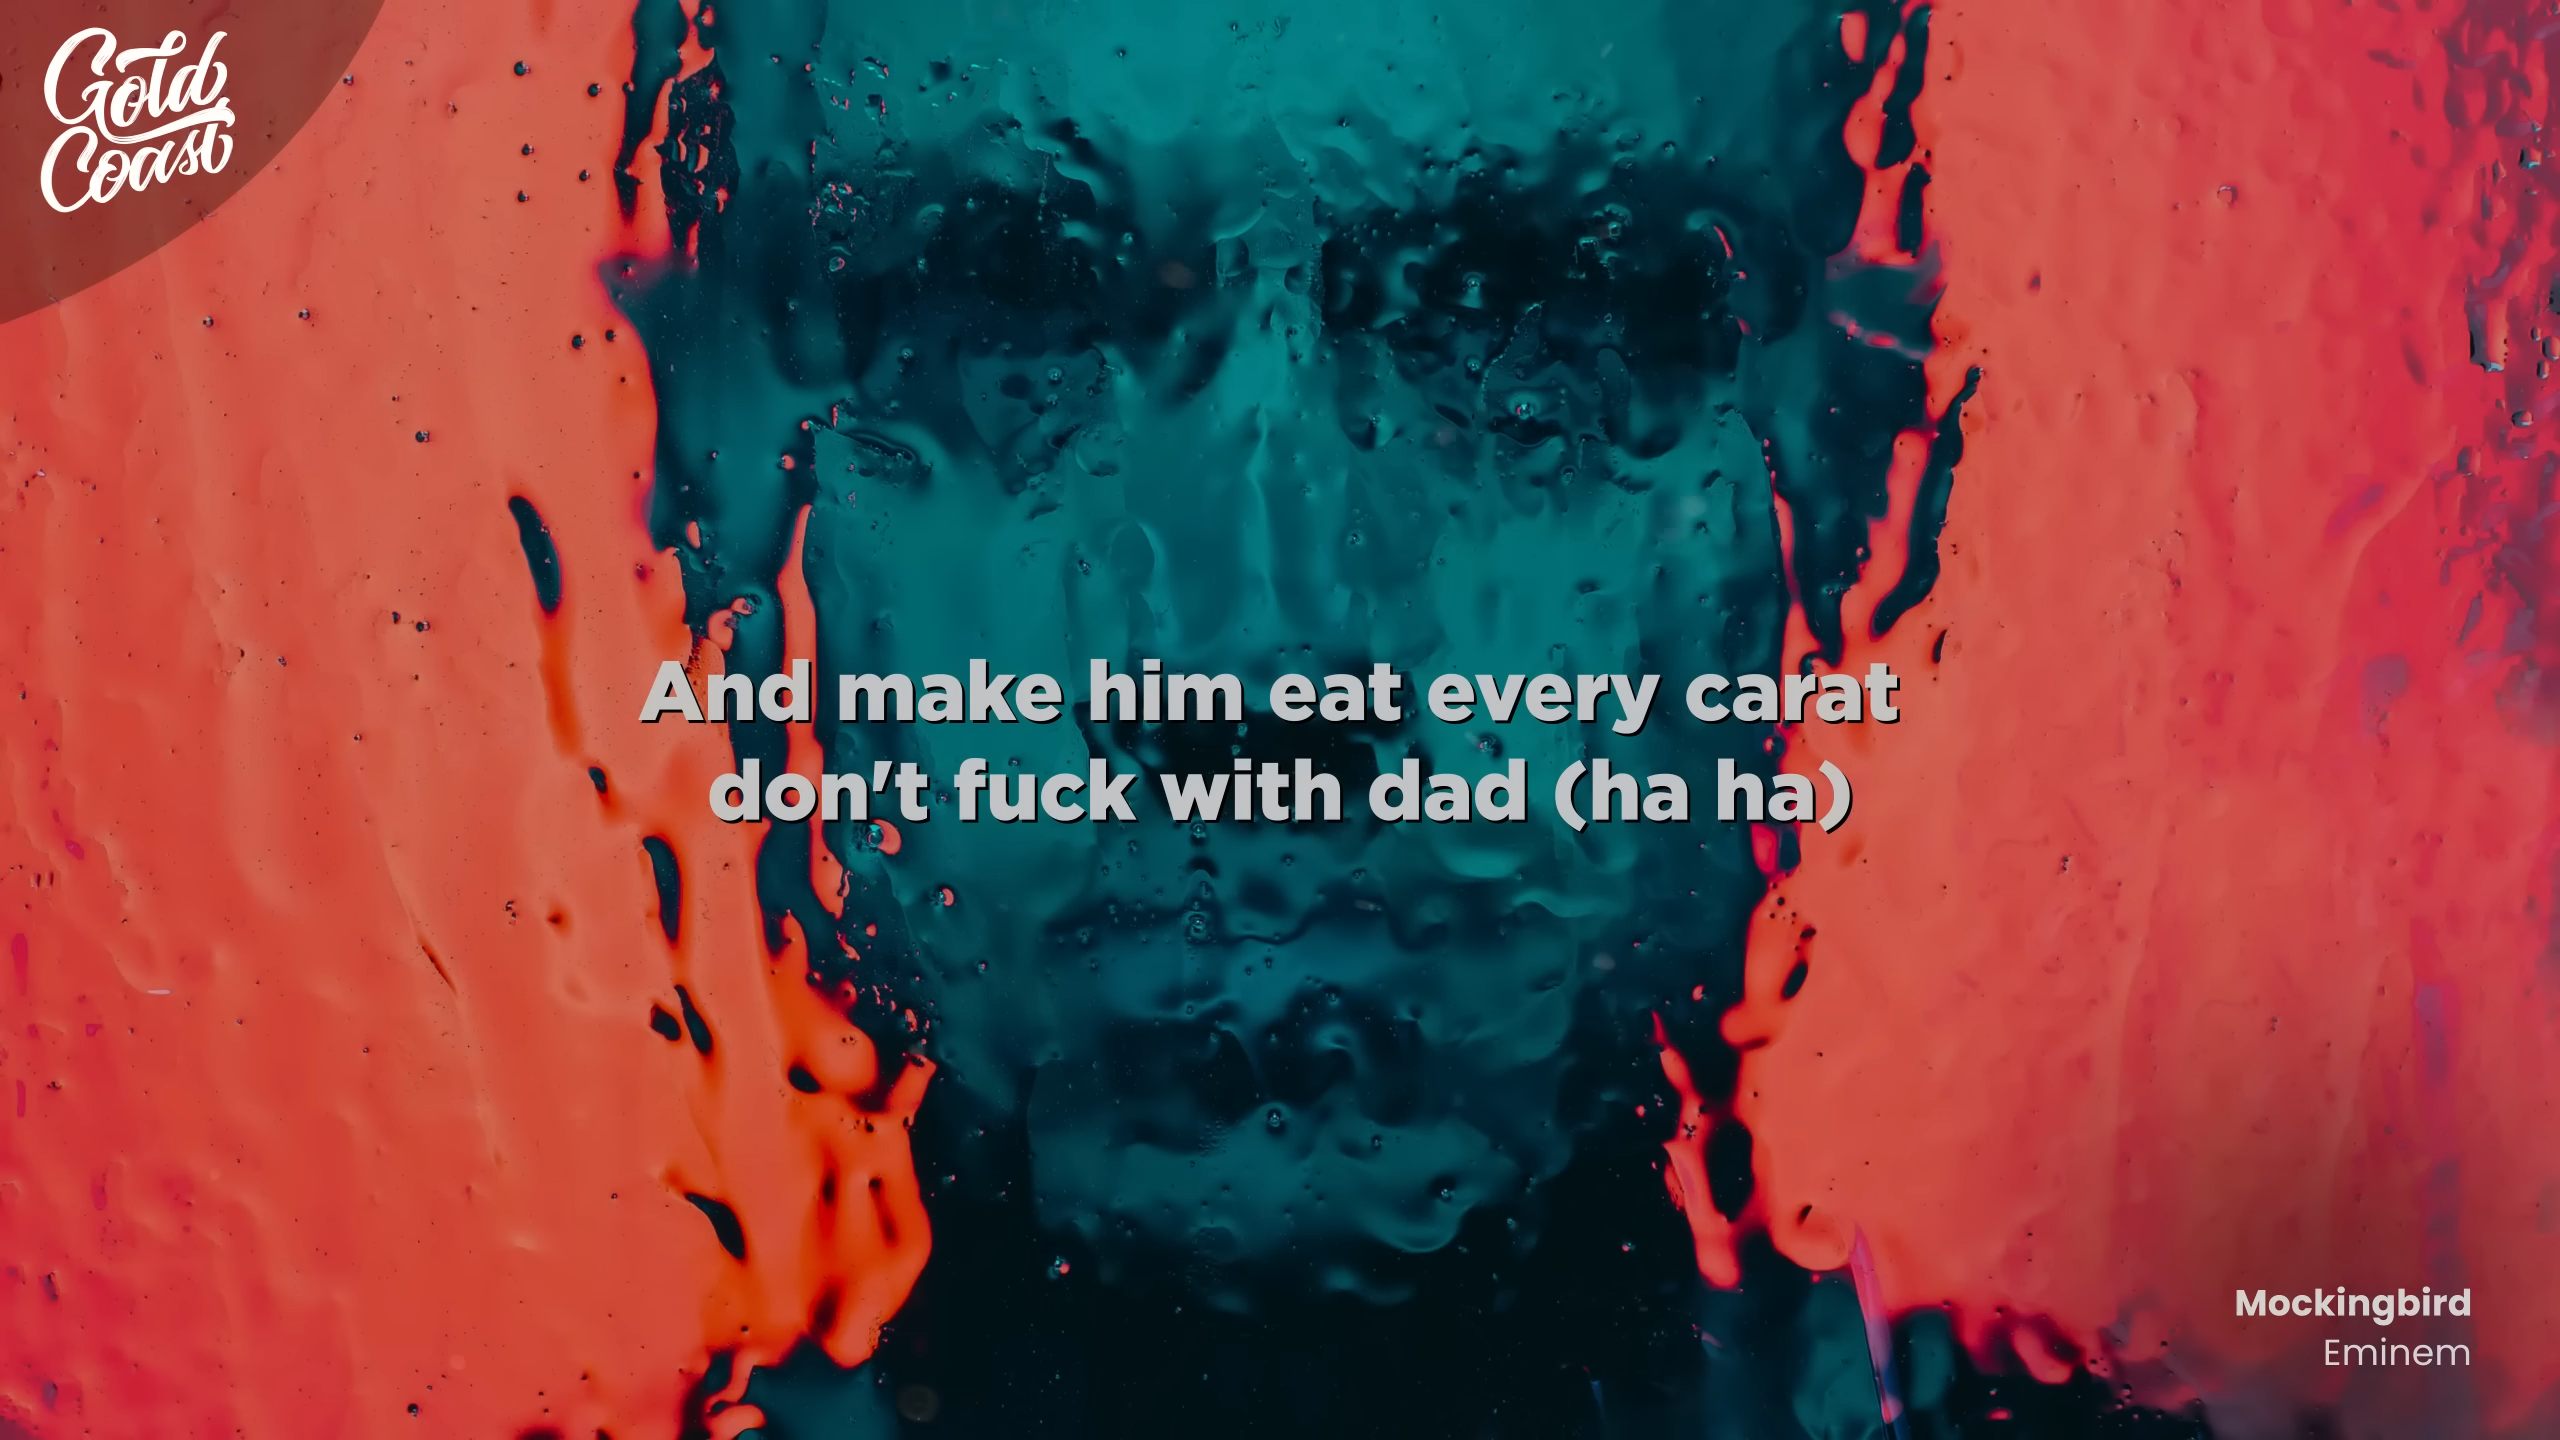 Gold
Coast
And make him eat every carat
don't fuck with dad (ha ha)
Mockingbird
Eminem